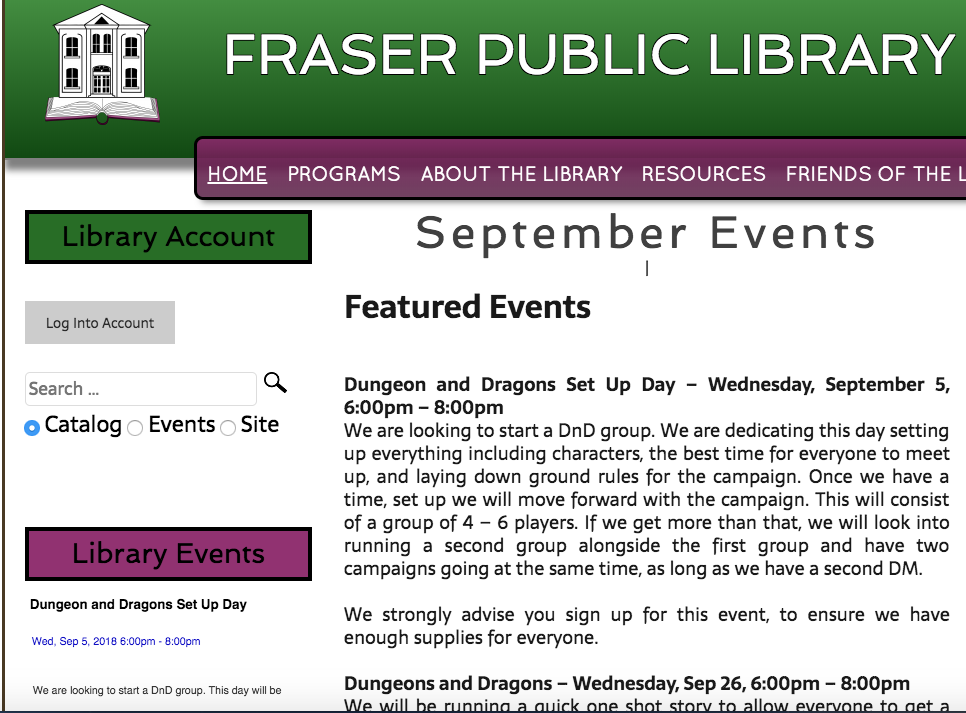 FRASER PUBLIC LIBRARY
HOME PROGRAMS ABOUT THE LIBRARY RESOURCES FRIENDS OF THE L
Library Account
Log Into Account
Search ...
Catalog Events Site
Library Events
Dungeon and Dragons Set Up Day
Wed, Sep 5, 2018 6:00pm - 8:00pm
We are looking to start a DnD group. This day will be
September Events
|
Featured Events
Dungeon and Dragons Set Up Day – Wednesday, September 5,
6:00pm – 8:00pm
We are looking to start a DnD group. We are dedicating this day setting
up everything including characters, the best time for everyone to meet
up, and laying down ground rules for the campaign. Once we have a
time, set up we will move forward with the campaign. This will consist
of a group of 4 – 6 players. If we get more than that, we will look into
running a second group alongside the first group and have two
campaigns going at the same time, as long as we have a second DM.
We strongly advise you sign up for this event, to ensure we have
enough supplies for everyone.
Dungeons and Dragons – Wednesday, Sep 26, 6:00pm – 8:00pm
We will be running a quick one shot story to allow everyone to get a